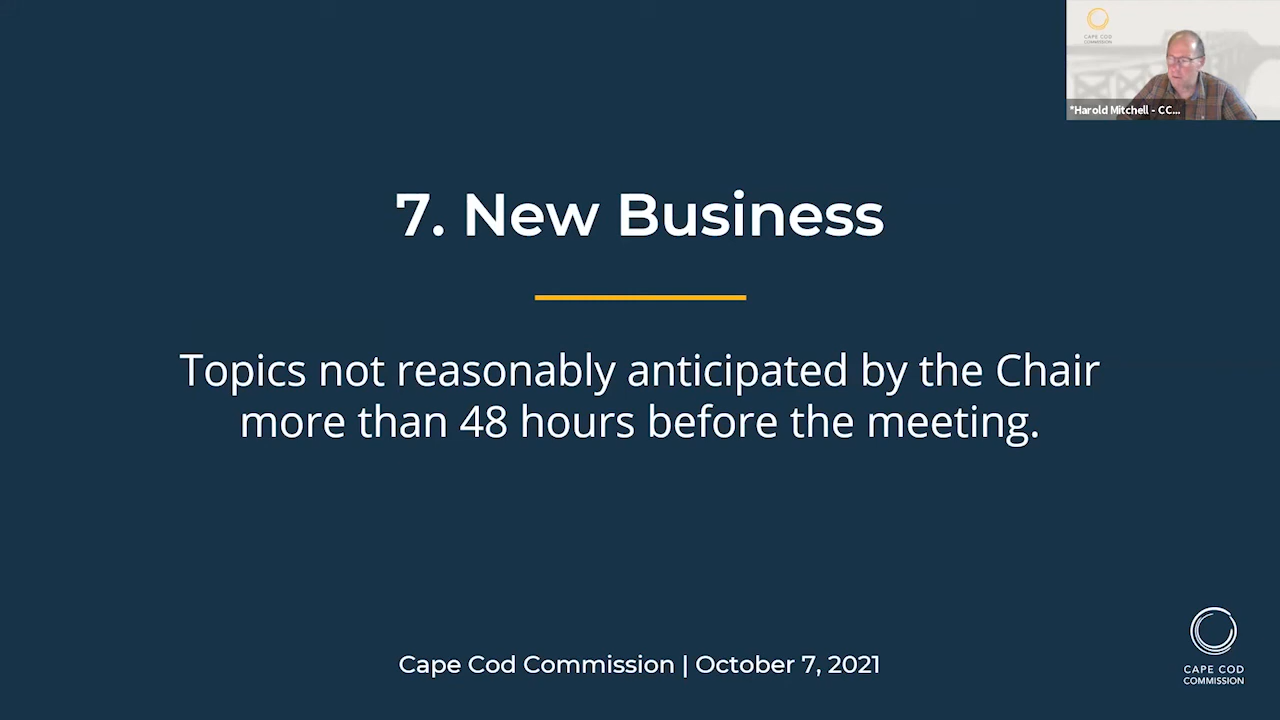 CAPE COD
COMMISSION
*Harold Mitchell - CC...
7. New Business
Topics not reasonably anticipated by the Chair
more than 48 hours before the meeting.
Cape Cod Commission | October 7, 2021
CAPE COD
COMMISSION